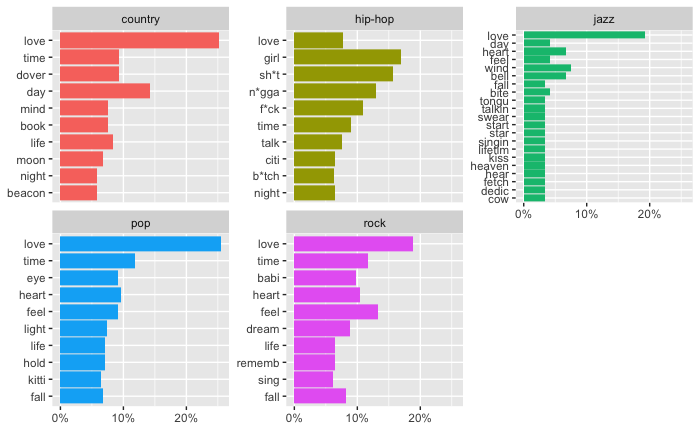 country
love
time
dover
day
mind
book
life
moon
night
beacon
hip-hop
love
girl
sh*t
n*gga
f*ck
time
talk
citi
b*tch
night
jazz
love
day
heart
feel
wind
bell
fall
bite
tongu
talkin
swear
start
star
singin
lifetim
kiss
heaven
hear
fetch
dedic
cow
0% 10% 20%
pop
love
time
eye
heart
feel
light
life
hold
kitti
fall
0% 10% 20%
rock
love
time
babi
heart
feel
dream
life
rememb
sing
fall
0% 10% 20%